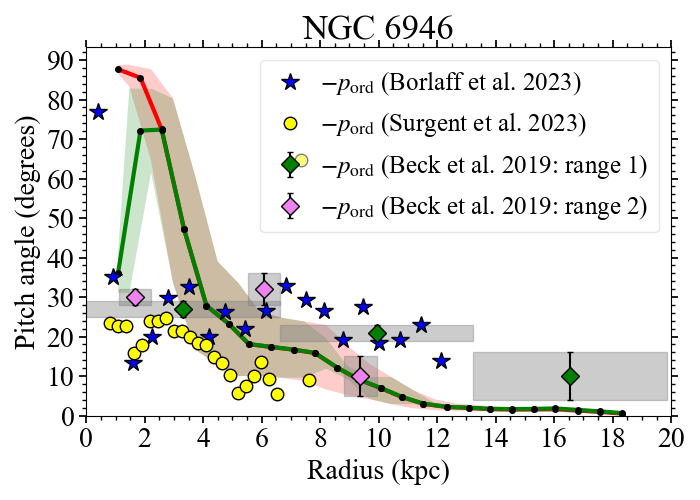 NGC 6946
Pitch angle (degrees)
90
80
70
60
50
40
30
20
10
0
−p_ord (Borlaff et al. 2023)
−p_ord (Surgent et al. 2023)
−p_ord (Beck et al. 2019: range 1)
−p_ord (Beck et al. 2019: range 2)
0 2 4 6 8 10 12 14 16 18 20
Radius (kpc)